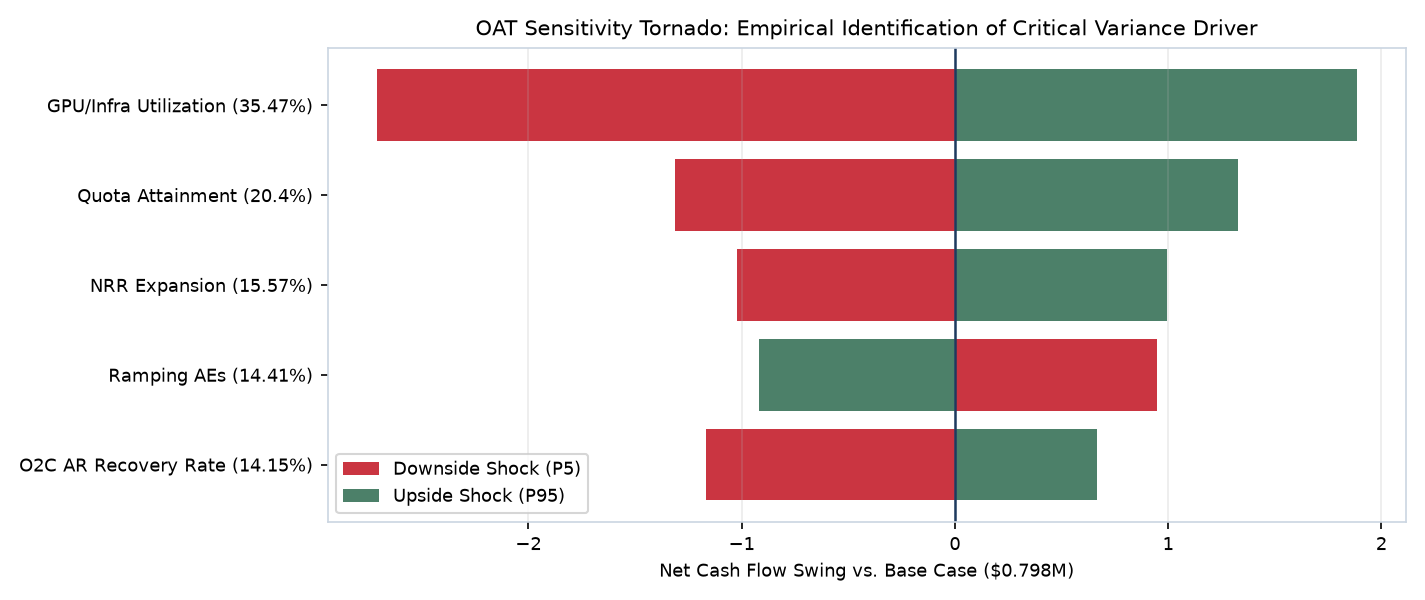 OAT Sensitivity Tornado: Empirical Identification of Critical Variance Driver
GPU/Infra Utilization (35.47%)
Quota Attainment (20.4%)
NRR Expansion (15.57%)
Ramping AEs (14.41%)
O2C AR Recovery Rate (14.15%)
Downside Shock (P5)
Upside Shock (P95)
−2 −1 0 1 2
Net Cash Flow Swing vs. Base Case ($0.798M)